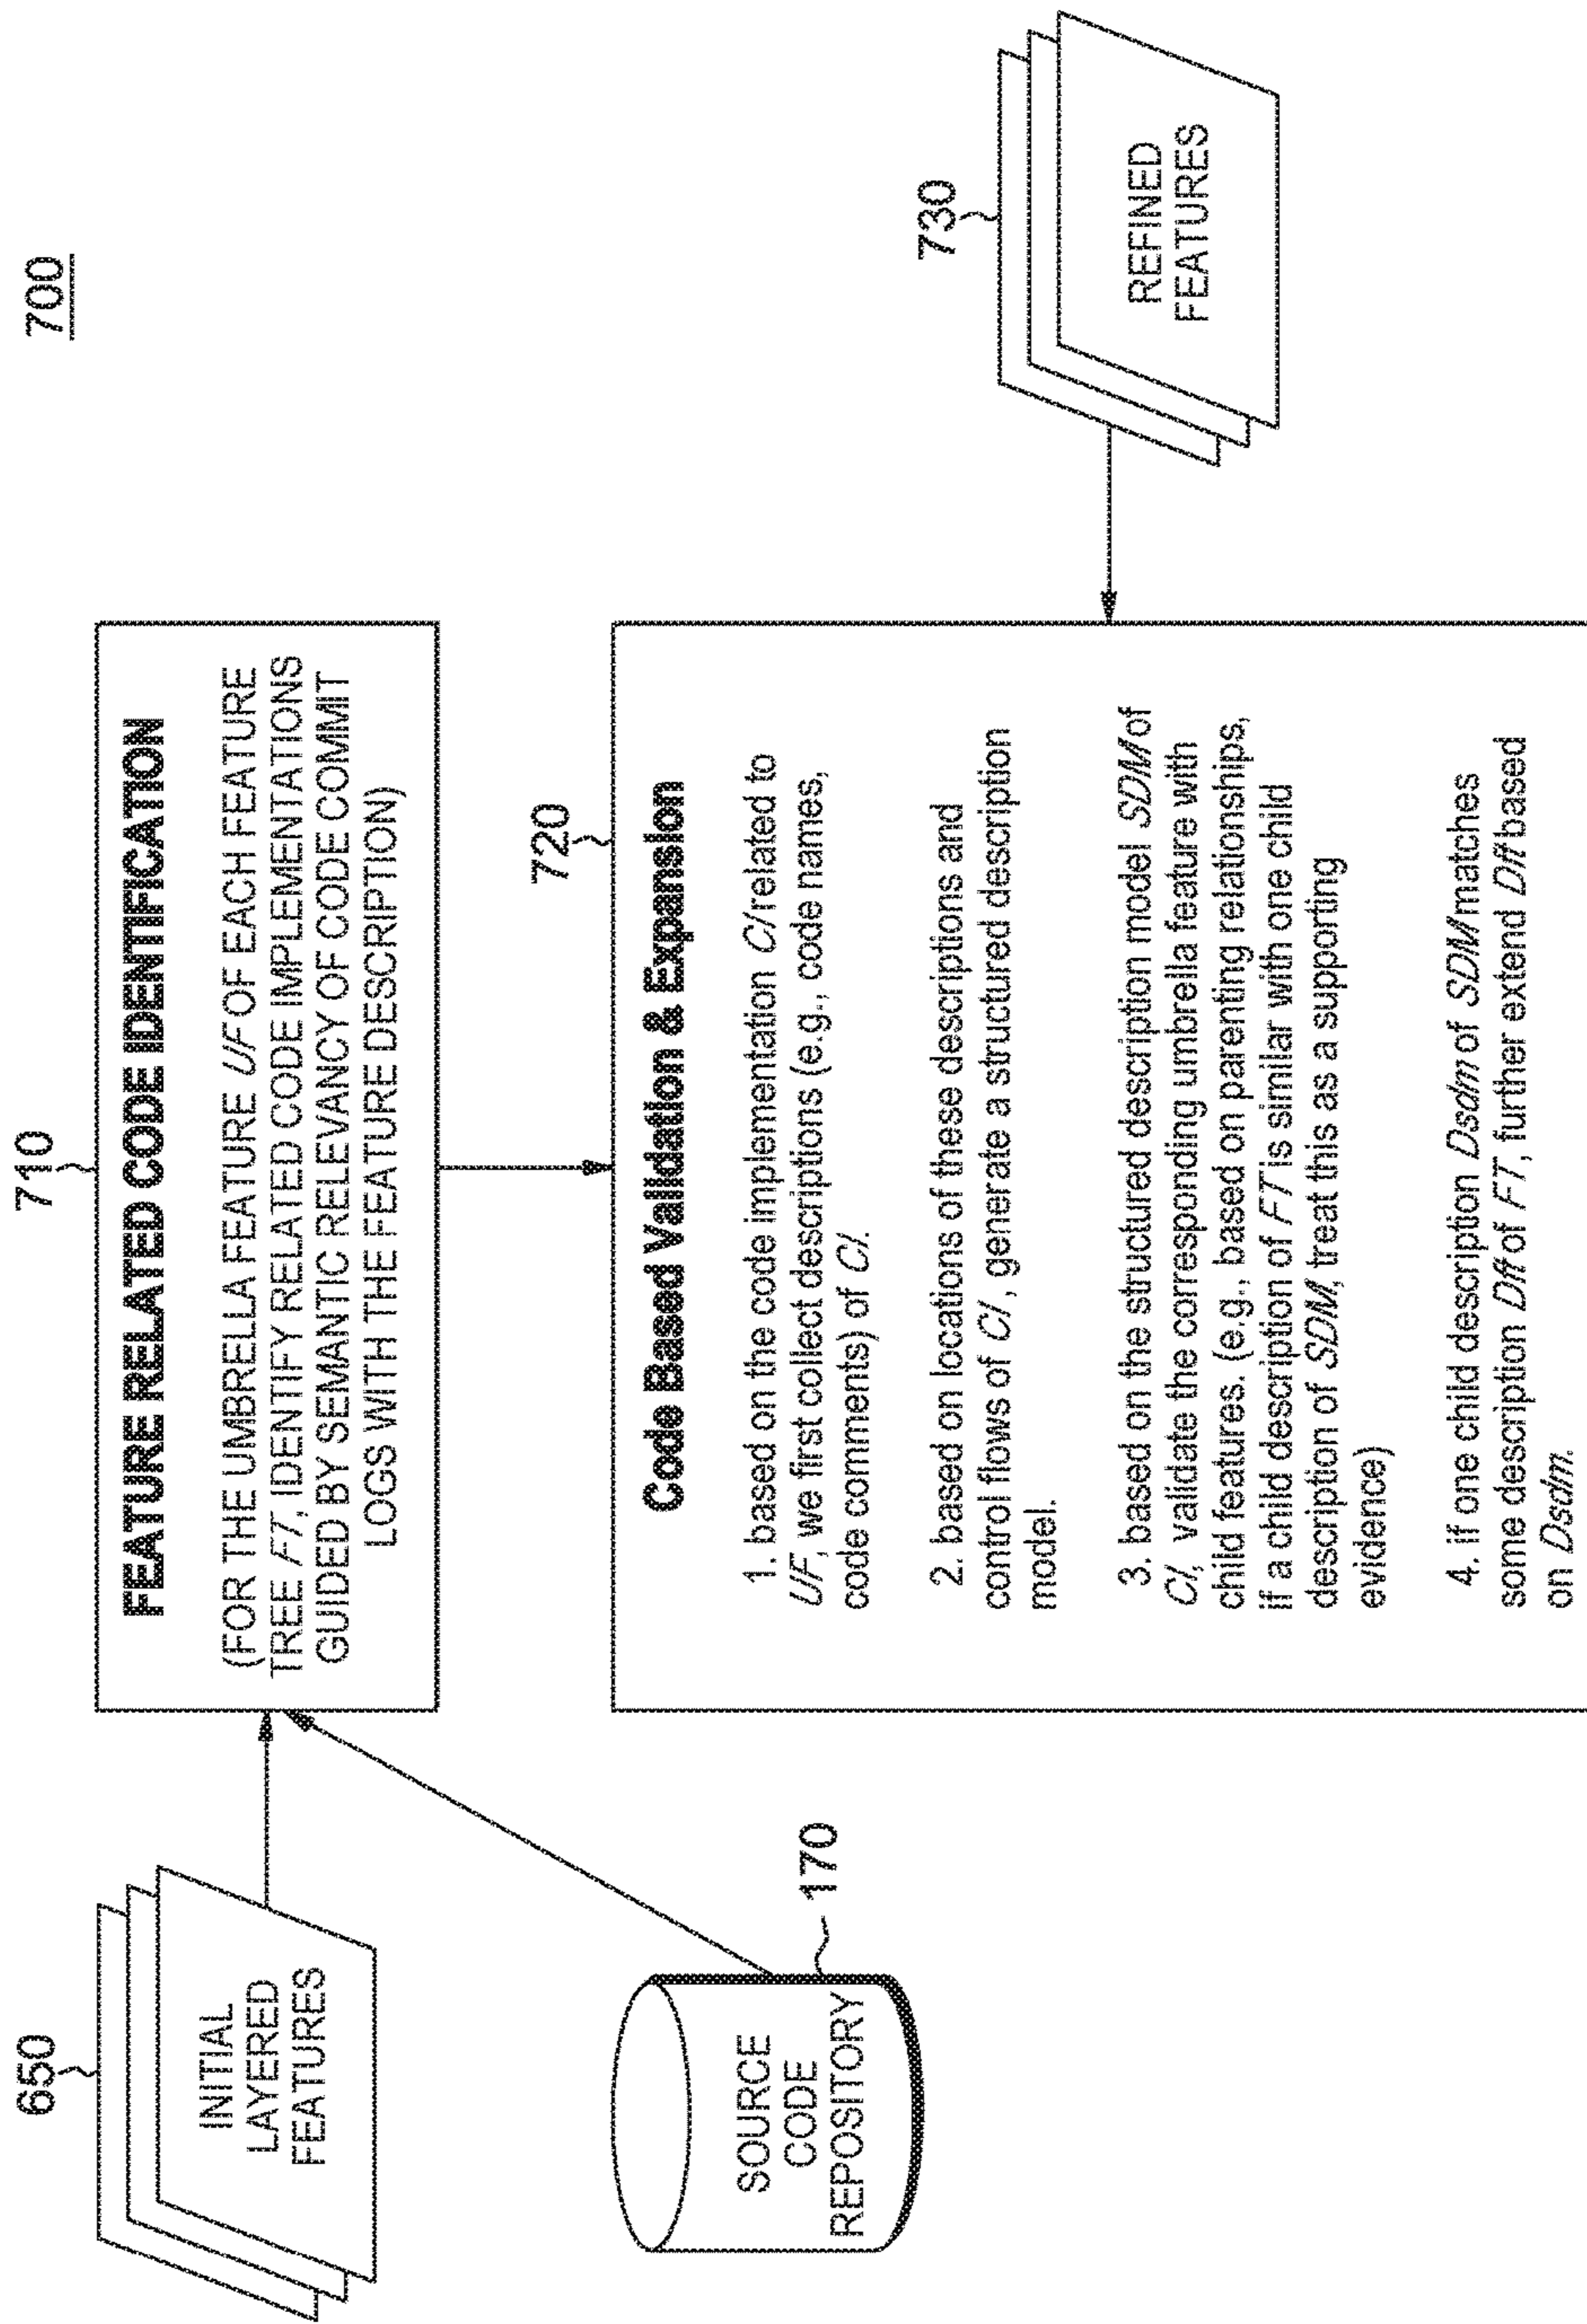 700
650
INITIAL
LAYERED
FEATURES
SOURCE
CODE
REPOSITORY
170
710
FEATURE RELATED CODE IDENTIFICATION
(FOR THE UMBRELLA FEATURE UF OF EACH FEATURE
TREE FT, IDENTIFY RELATED CODE IMPLEMENTATIONS
GUIDED BY SEMANTIC RELEVANCY OF CODE COMMIT
LOGS WITH THE FEATURE DESCRIPTION)
720
Code Based Validation & Expansion
1. based on the code implementation CI related to
UF, we first collect descriptions (e.g., code names,
code comments) of CI.
2. based on locations of these descriptions and
control flows of CI, generate a structured description
model.
3. based on the structured description model SDM of
CI, validate the corresponding umbrella feature with
child features. (e.g., based on parenting relationships,
if a child description of FT is similar with one child
description of SDM, treat this as a supporting
evidence)
4. If one child description Dsdm of SDM matches
some description Dft of FT, further extend Dft based
on Dsdm.
730
REFINED
FEATURES